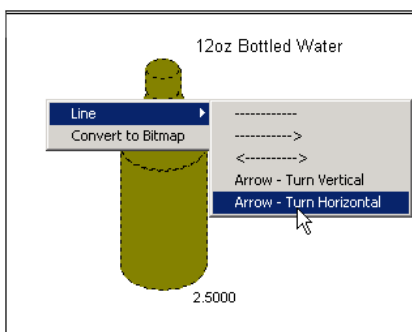 12oz Bottled Water
Line
Convert to Bitmap
------------
----------->
<---------->
Arrow - Turn Vertical
Arrow - Turn Horizontal
2.5000